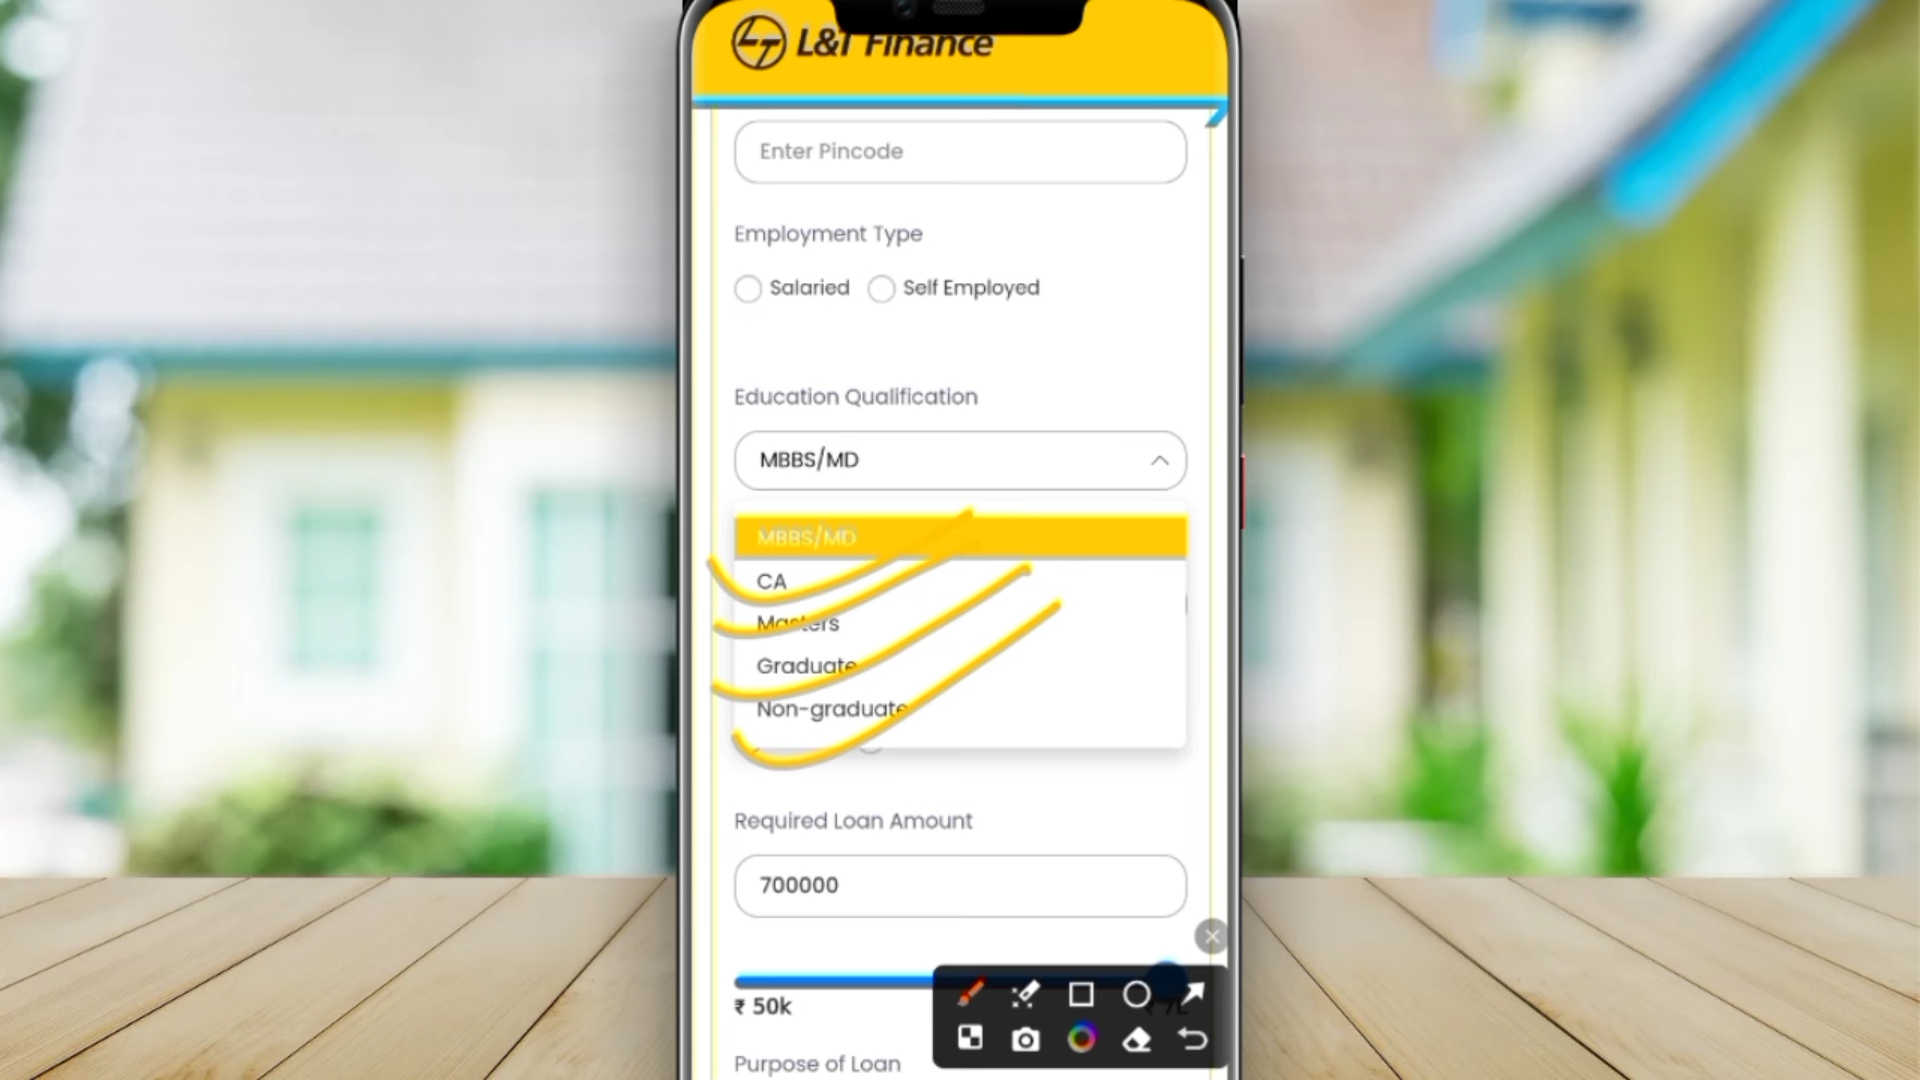 L&T Finance
Enter Pincode
Employment Type
Salaried Self Employed
Education Qualification
MBBS/MD
MBBS/MD
CA
Masters
Graduate
Non-graduate
Required Loan Amount
700000
₹ 50k
Purpose of Loan